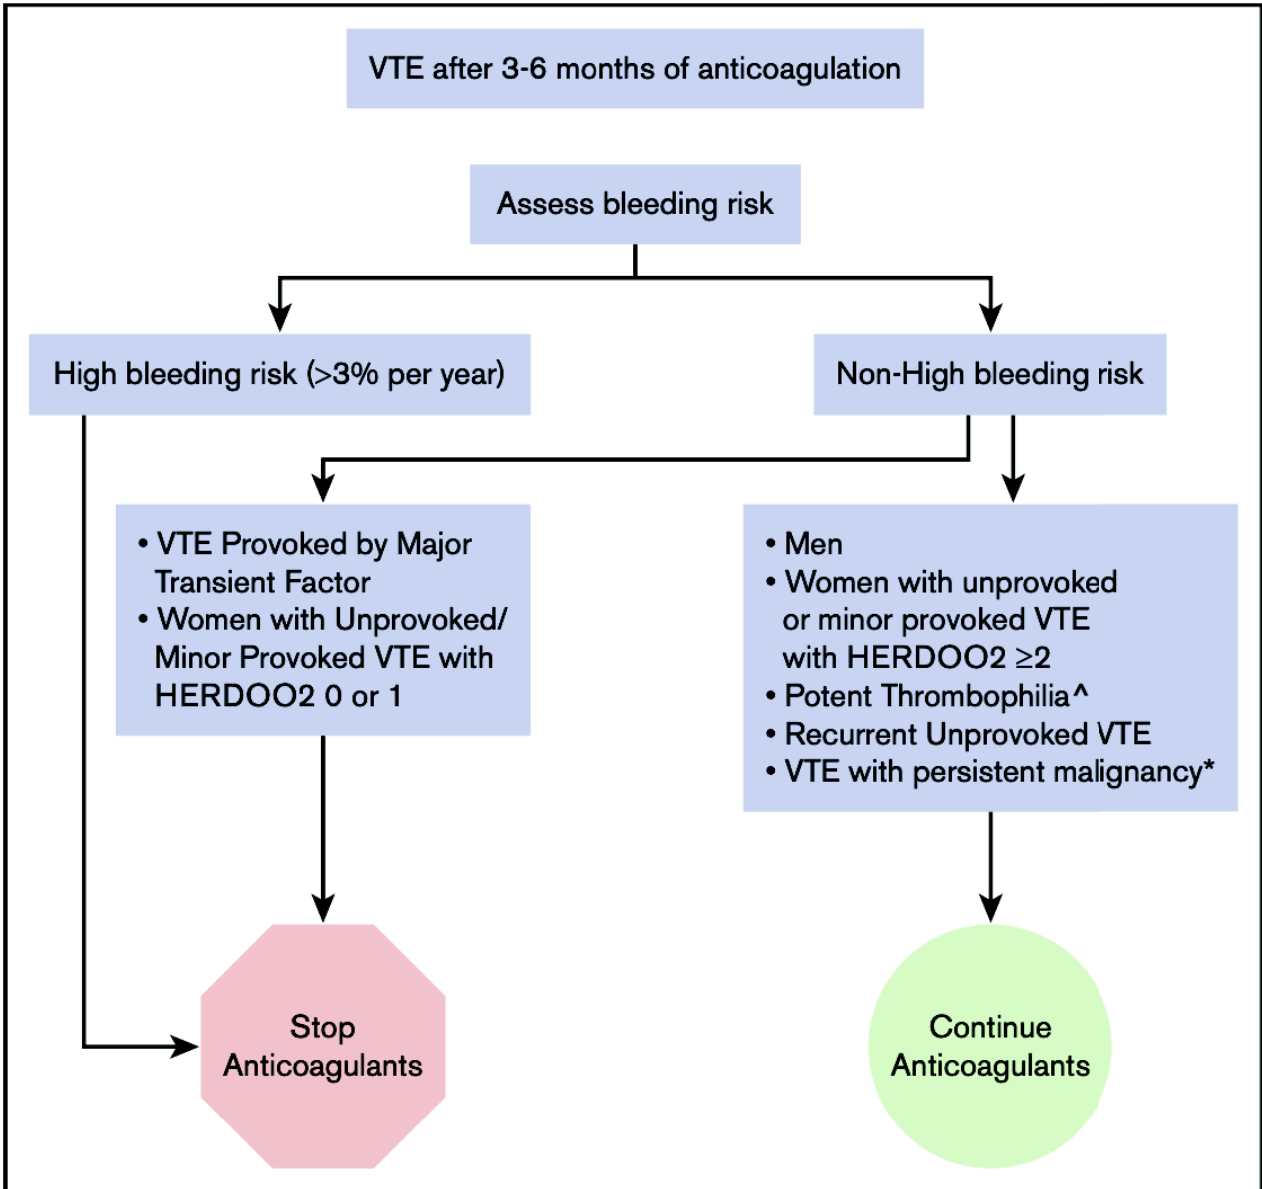 VTE after 3-6 months of anticoagulation
Assess bleeding risk
High bleeding risk (>3% per year)
Non-High bleeding risk
• VTE Provoked by Major
Transient Factor
• Women with Unprovoked/
Minor Provoked VTE with
HERDOO2 0 or 1
• Men
• Women with unprovoked
or minor provoked VTE
with HERDOO2 ≥2
• Potent Thrombophilia^
• Recurrent Unprovoked VTE
• VTE with persistent malignancy*
Stop
Anticoagulants
Continue
Anticoagulants